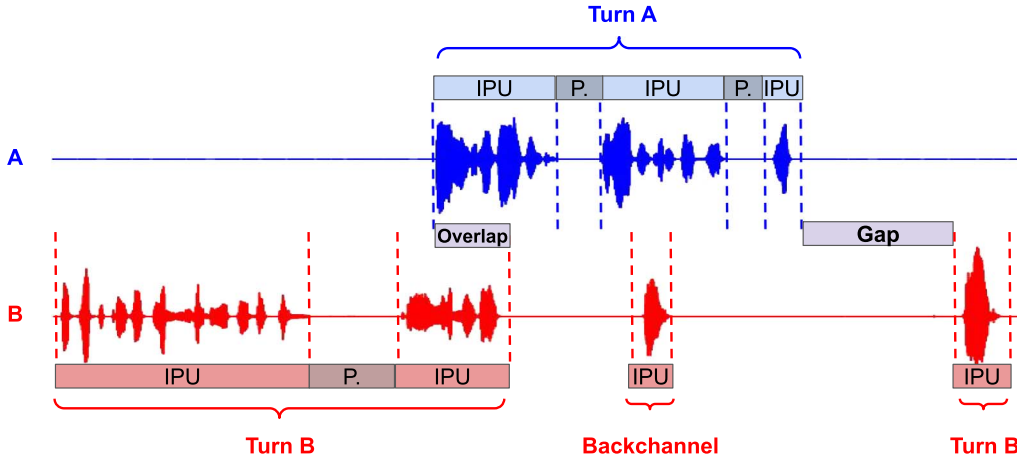 Turn A
IPU P. IPU P. IPU
A
Overlap Gap
B
IPU P. IPU IPU IPU
Turn B Backchannel Turn B